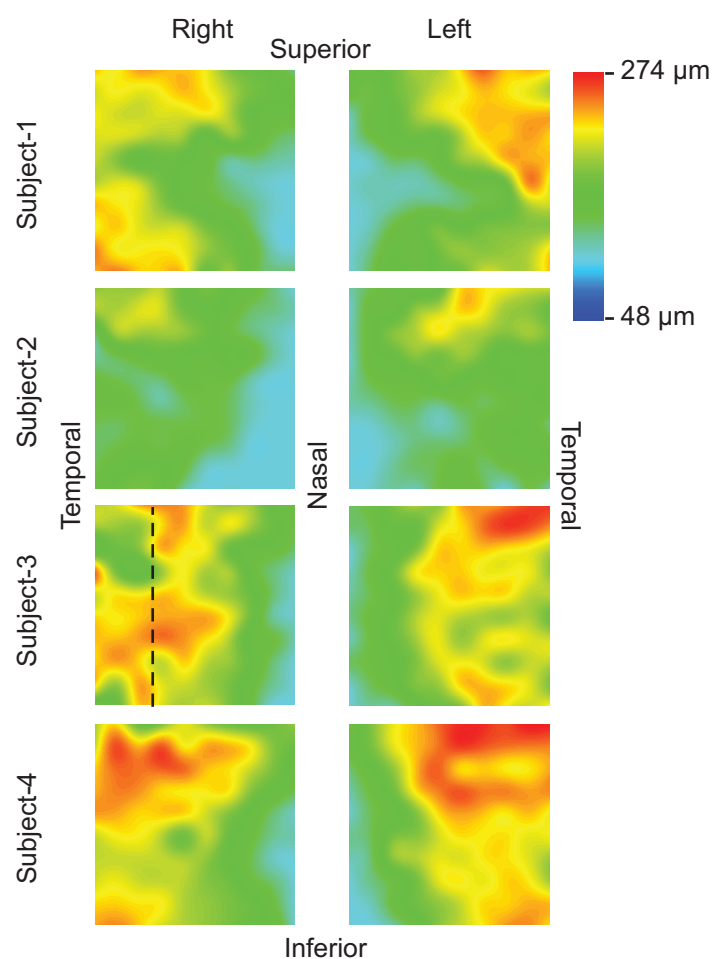 Right
Left
Superior
274 µm
48 µm
Subject-1
Subject-2
Temporal
Nasal
Temporal
Subject-3
Subject-4
Inferior